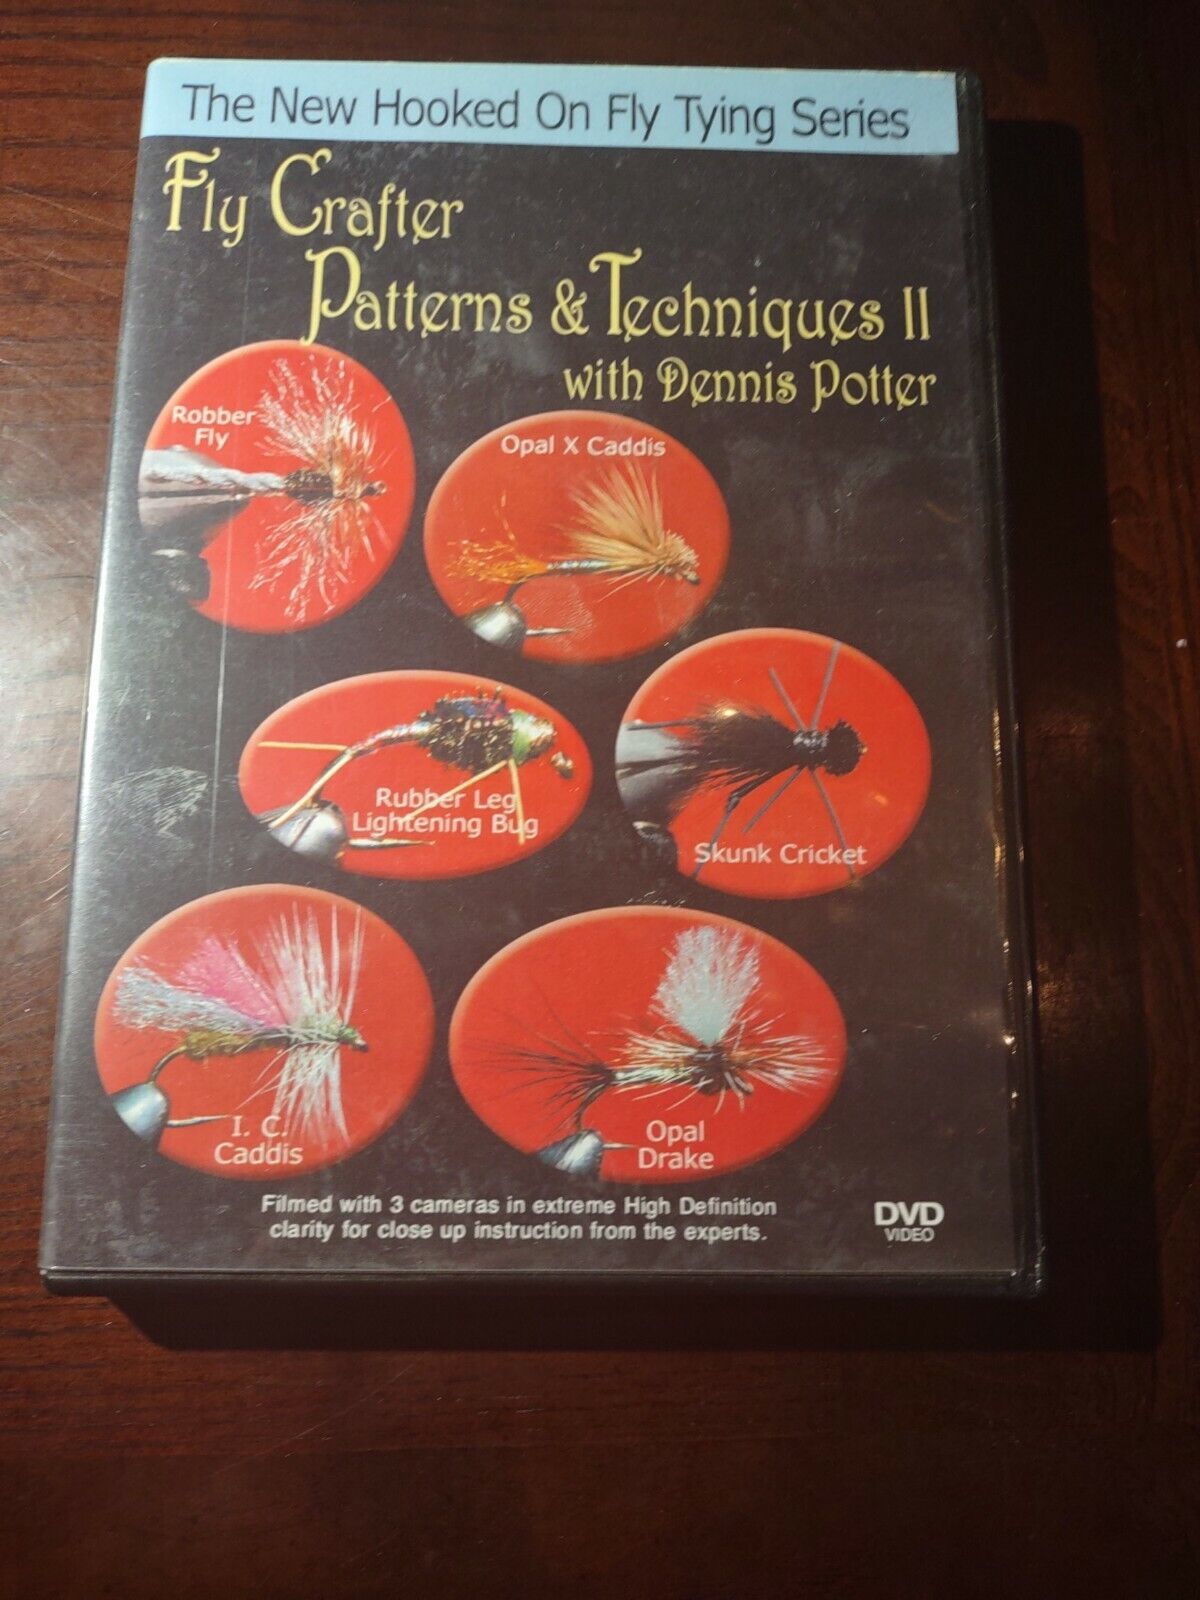 The New Hooked On Fly Tying Series
Fly Crafter
Patterns & Techniques II
with Dennis Potter
Robber
Fly
Opal X Caddis
Rubber Leg
Lightening Bug
Skunk Cricket
I. C.
Caddis
Opal
Drake
Filmed with 3 cameras in extreme High Definition
clarity for close up instruction from the experts.
DVD
VIDEO